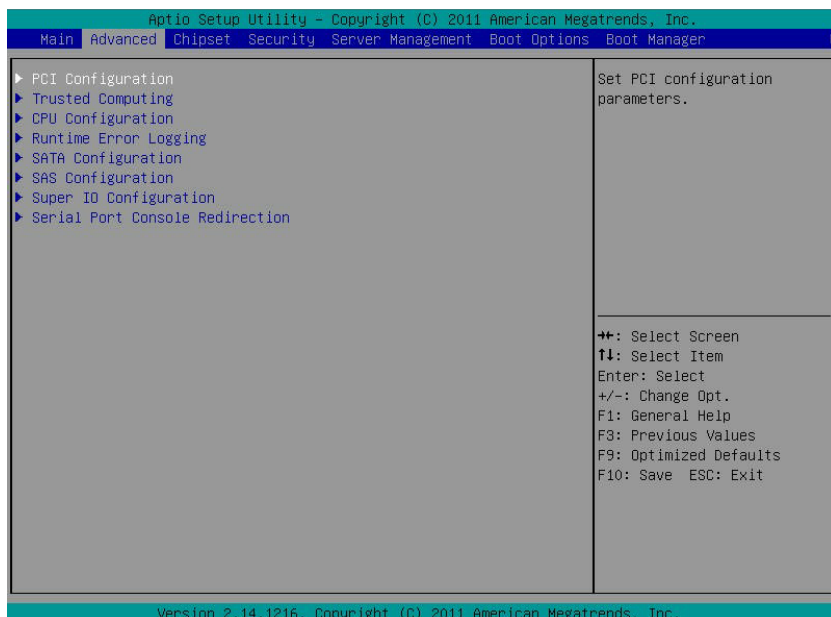 Aptio Setup Utility – Copyright (C) 2011 American Megatrends, Inc.
Main Advanced Chipset Security Server Management Boot Options Boot Manager
PCI Configuration
Trusted Computing
CPU Configuration
Runtime Error Logging
SATA Configuration
SAS Configuration
Super IO Configuration
Serial Port Console Redirection
Set PCI configuration
parameters.
→←: Select Screen
↑↓: Select Item
Enter: Select
+/-: Change Opt.
F1: General Help
F3: Previous Values
F9: Optimized Defaults
F10: Save ESC: Exit
Version 2.14.1216. Copyright (C) 2011 American Megatrends, Inc.